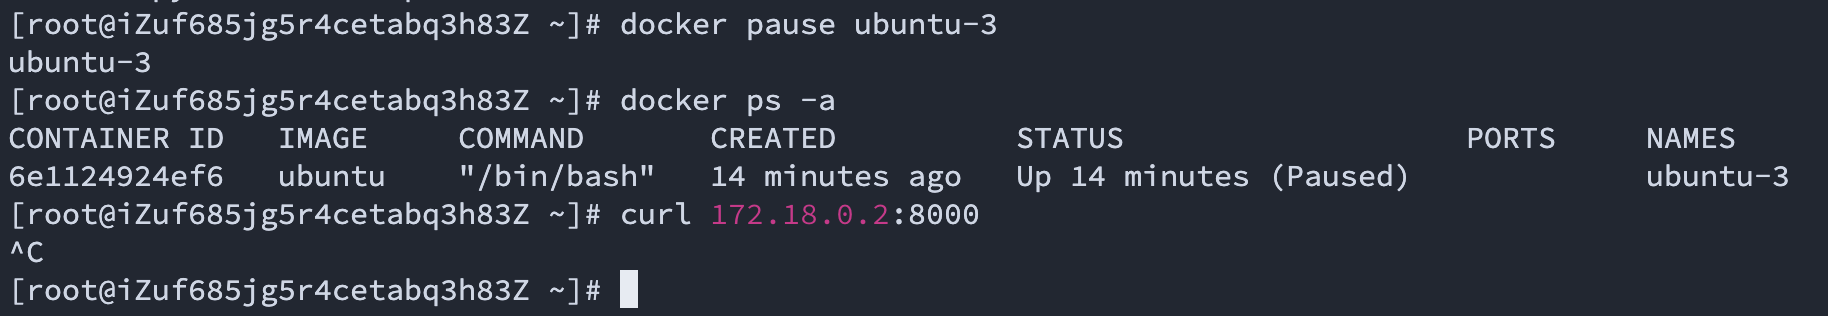 [root@iZuf685jg5r4cetabq3h83Z ~]# docker pause ubuntu-3
ubuntu-3
[root@iZuf685jg5r4cetabq3h83Z ~]# docker ps -a
CONTAINER ID   IMAGE     COMMAND       CREATED          STATUS                   PORTS     NAMES
6e1124924ef6   ubuntu    "/bin/bash"   14 minutes ago   Up 14 minutes (Paused)             ubuntu-3
[root@iZuf685jg5r4cetabq3h83Z ~]# curl 172.18.0.2:8000
^C
[root@iZuf685jg5r4cetabq3h83Z ~]#